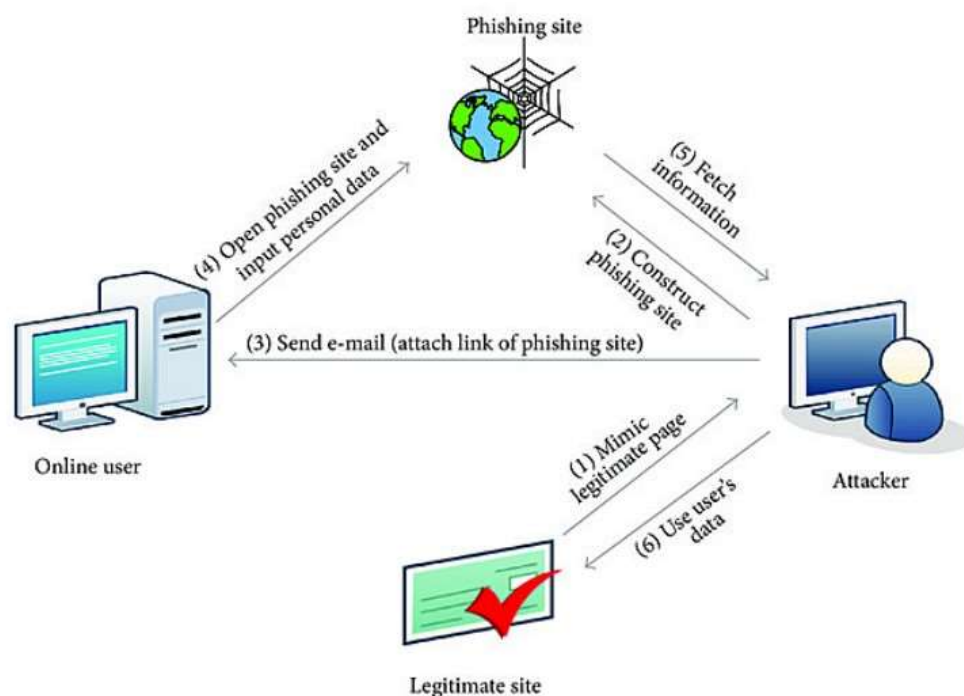 Phishing site
(4) Open phishing site and
input personal data
(5) Fetch
information
(2) Construct
phishing site
(3) Send e-mail (attach link of phishing site)
Online user
(1) Mimic
legitimate page
(6) Use user's
data
Attacker
Legitimate site